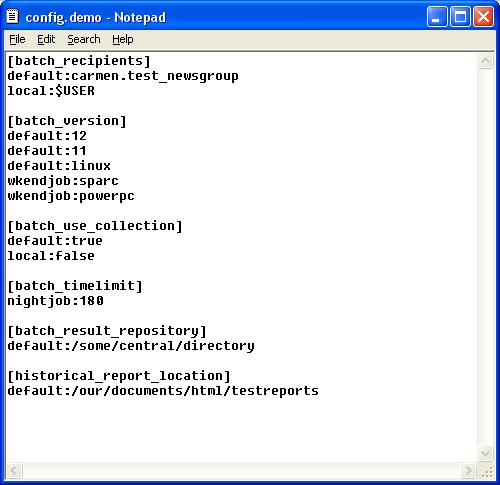 config.demo - Notepad
File Edit Search Help
[batch_recipients]
default:carmen.test_newsgroup
local:$USER
[batch_version]
default:12
default:11
default:linux
wkendjob:sparc
wkendjob:powerpc
[batch_use_collection]
default:true
local:false
[batch_timelimit]
nightjob:180
[batch_result_repository]
default:/some/central/directory
[historical_report_location]
default:/our/documents/html/testreports